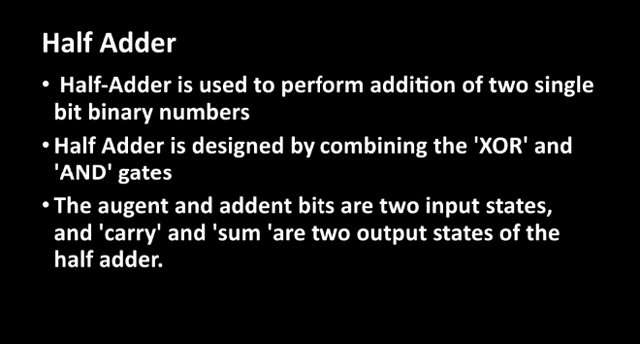 Half Adder
• Half-Adder is used to perform addition of two single
bit binary numbers
• Half Adder is designed by combining the 'XOR' and
'AND' gates
• The augent and addent bits are two input states,
and 'carry' and 'sum 'are two output states of the
half adder.